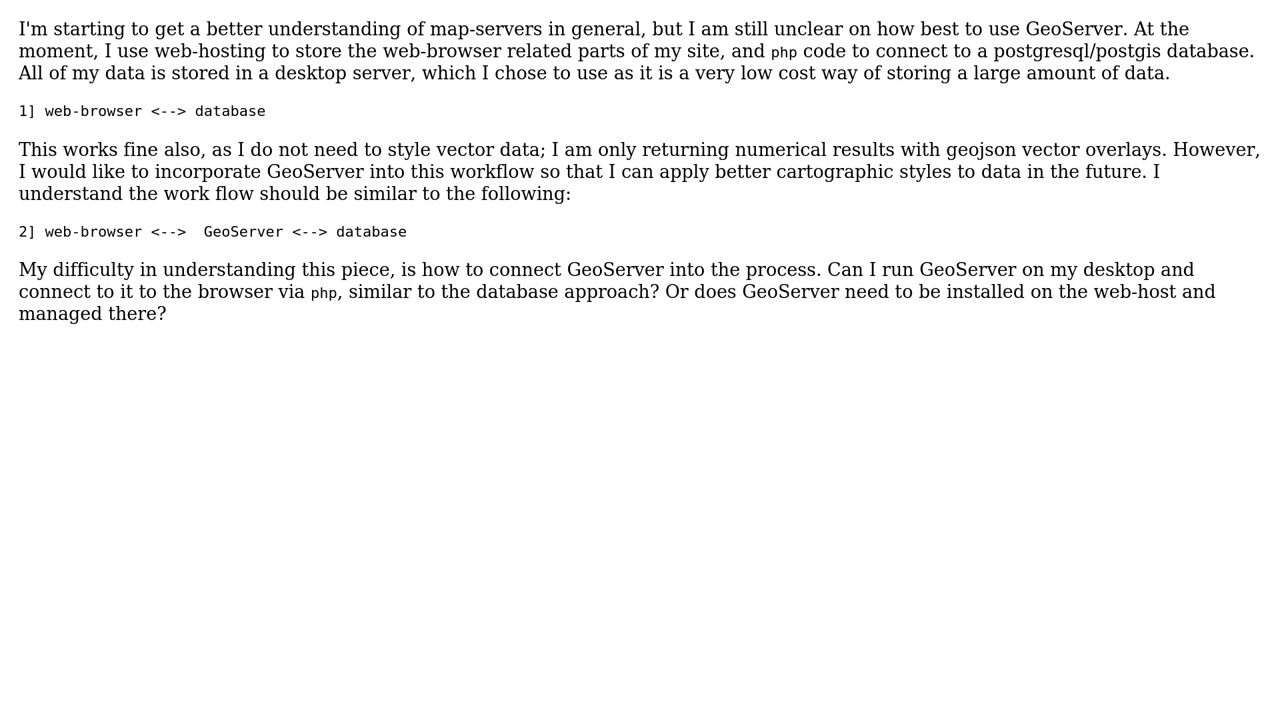 I'm starting to get a better understanding of map-servers in general, but I am still unclear on how best to use GeoServer. At the
moment, I use web-hosting to store the web-browser related parts of my site, and php code to connect to a postgresql/postgis database.
All of my data is stored in a desktop server, which I chose to use as it is a very low cost way of storing a large amount of data.
1] web-browser <--> database
This works fine also, as I do not need to style vector data; I am only returning numerical results with geojson vector overlays. However,
I would like to incorporate GeoServer into this workflow so that I can apply better cartographic styles to data in the future. I
understand the work flow should be similar to the following:
2] web-browser <-->  GeoServer <--> database
My difficulty in understanding this piece, is how to connect GeoServer into the process. Can I run GeoServer on my desktop and
connect to it to the browser via php, similar to the database approach? Or does GeoServer need to be installed on the web-host and
managed there?